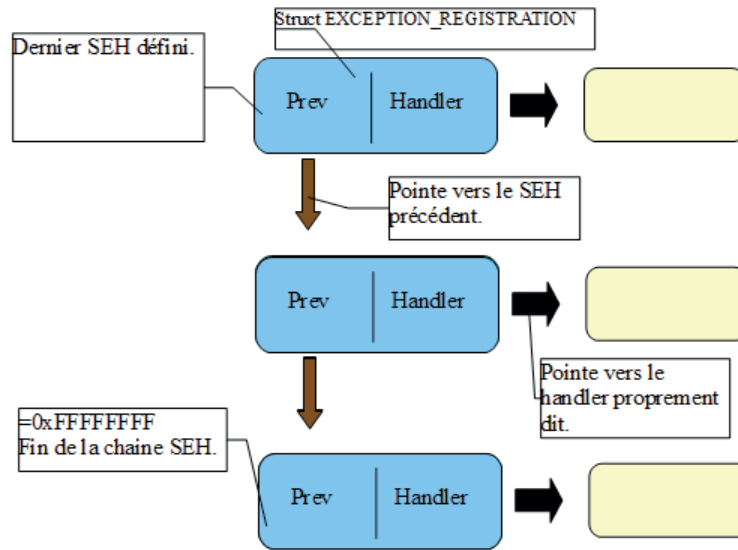 Struct EXCEPTION_REGISTRATION
Dernier SEH défini.
Prev
Handler
Pointe vers le SEH
précédent.
Prev
Handler
Pointe vers le
handler proprement
dit.
=0xFFFFFFFF
Fin de la chaine SEH.
Prev
Handler